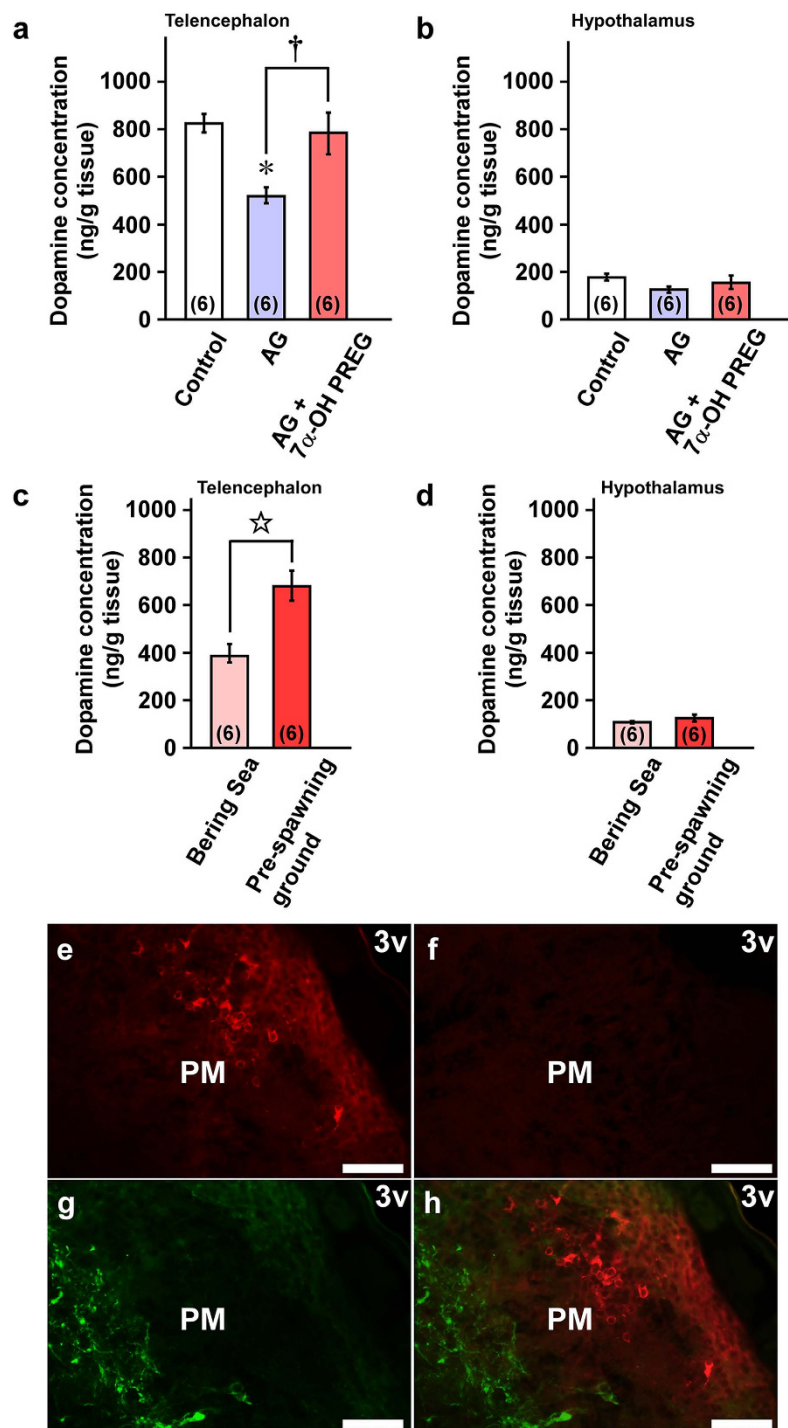 a
Telencephalon
Dopamine concentration
(ng/g tissue)
1000
800
600
400
200
0
†
*
(6)
(6)
(6)
Control
AG
AG +
7α-OH PREG
b
Hypothalamus
Dopamine concentration
(ng/g tissue)
1000
800
600
400
200
0
(6)
(6)
(6)
Control
AG
AG +
7α-OH PREG
c
Telencephalon
Dopamine concentration
(ng/g tissue)
1000
800
600
400
200
0
☆
(6)
(6)
Bering Sea
Pre-spawning
ground
d
Hypothalamus
Dopamine concentration
(ng/g tissue)
1000
800
600
400
200
0
(6)
(6)
Bering Sea
Pre-spawning
ground
e
3v
PM
f
3v
PM
g
3v
PM
h
3v
PM